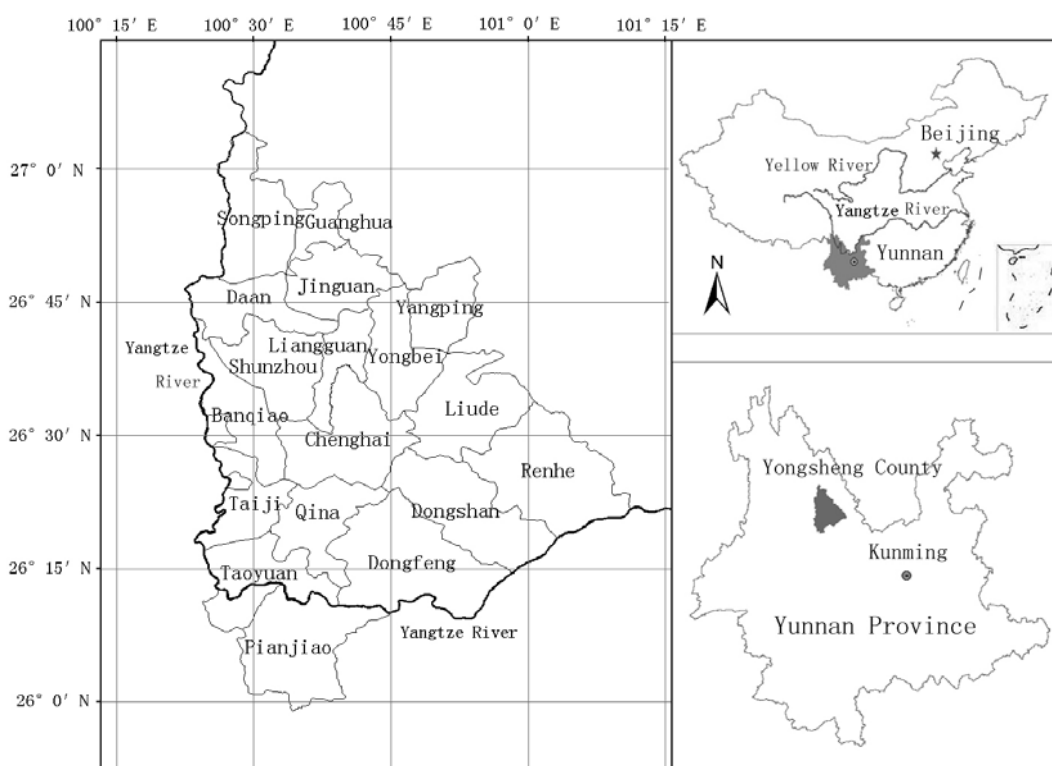 100° 15′ E 100° 30′ E 100° 45′ E 101° 0′ E 101° 15′ E
27° 0′ N
26° 45′ N
26° 30′ N
26° 15′ N
26° 0′ N
Songping
Guanghua
Daan
Jinguan
Yangping
Yangtze
River
Liangguan
Shunzhou
Yongbei
Banqiao
Chenghai
Liude
Renhe
Taiji
Qina
Dongshan
Taoyuan
Dongfeng
Yangtze River
Pianjiao
Beijing
Yellow River
Yangtze River
Yunnan
N
Yongsheng County
Kunming
Yunnan Province